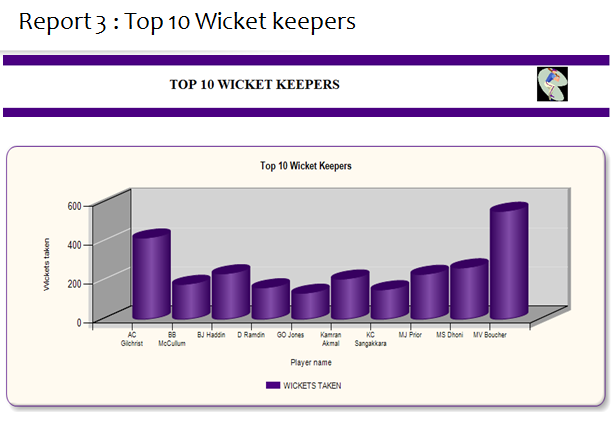 Report 3 : Top 10 Wicket keepers
TOP 10 WICKET KEEPERS
Top 10 Wicket Keepers
Wickets taken
600
400
200
0
AC Gilchrist
BB McCullum
BJ Haddin
D Ramdin
GO Jones
Kamran Akmal
KC Sangakkara
MJ Prior
MS Dhoni
MV Boucher
Player name
WICKETS TAKEN